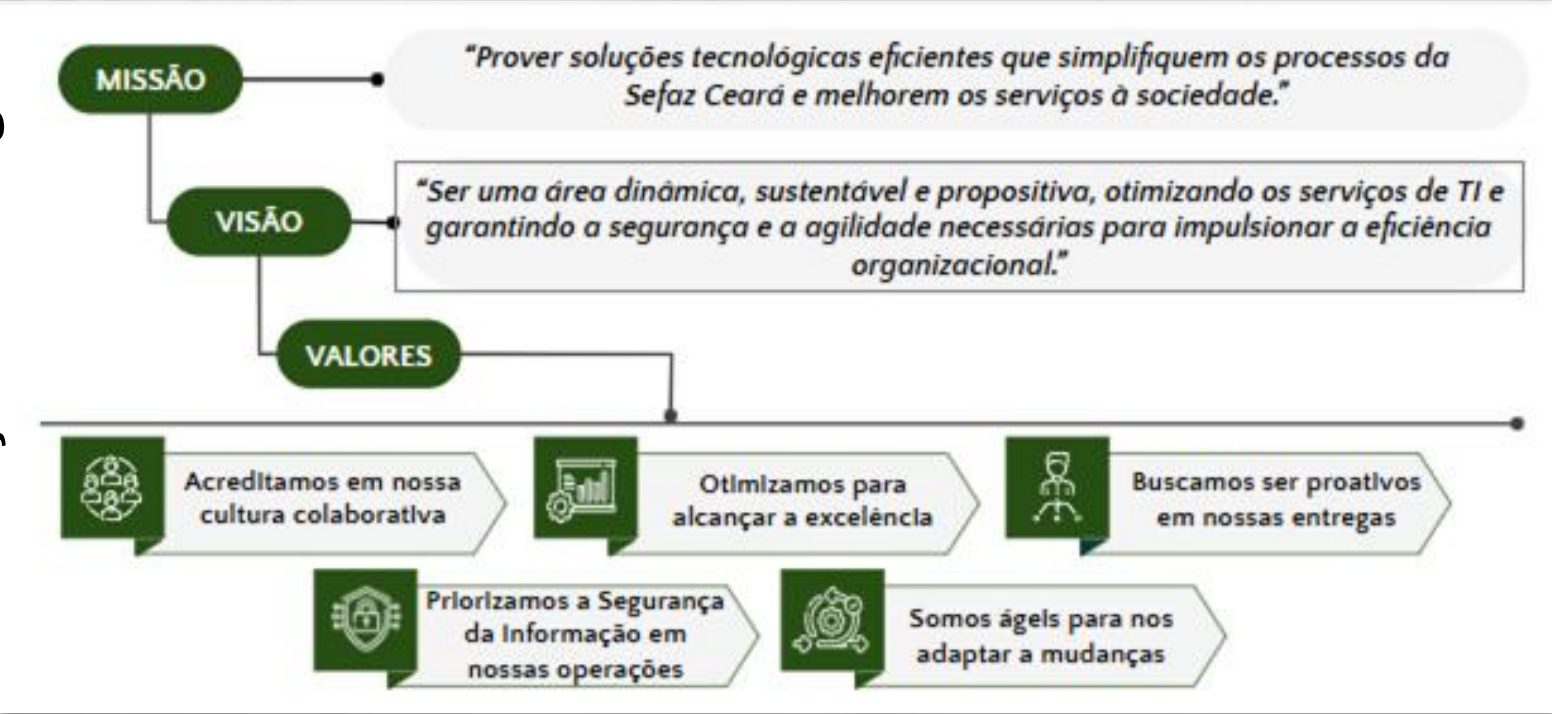 MISSÃO
“Prover soluções tecnológicas eficientes que simplifiquem os processos da
Sefaz Ceará e melhorem os serviços à sociedade.”
VISÃO
“Ser uma área dinâmica, sustentável e propositiva, otimizando os serviços de TI e
garantindo a segurança e a agilidade necessárias para impulsionar a eficiência
organizacional.”
VALORES
Acreditamos em nossa
cultura colaborativa
Otimizamos para
alcançar a excelência
Buscamos ser proativos
em nossas entregas
Priorizamos a Segurança
da Informação em
nossas operações
Somos ágeis para nos
adaptar a mudanças